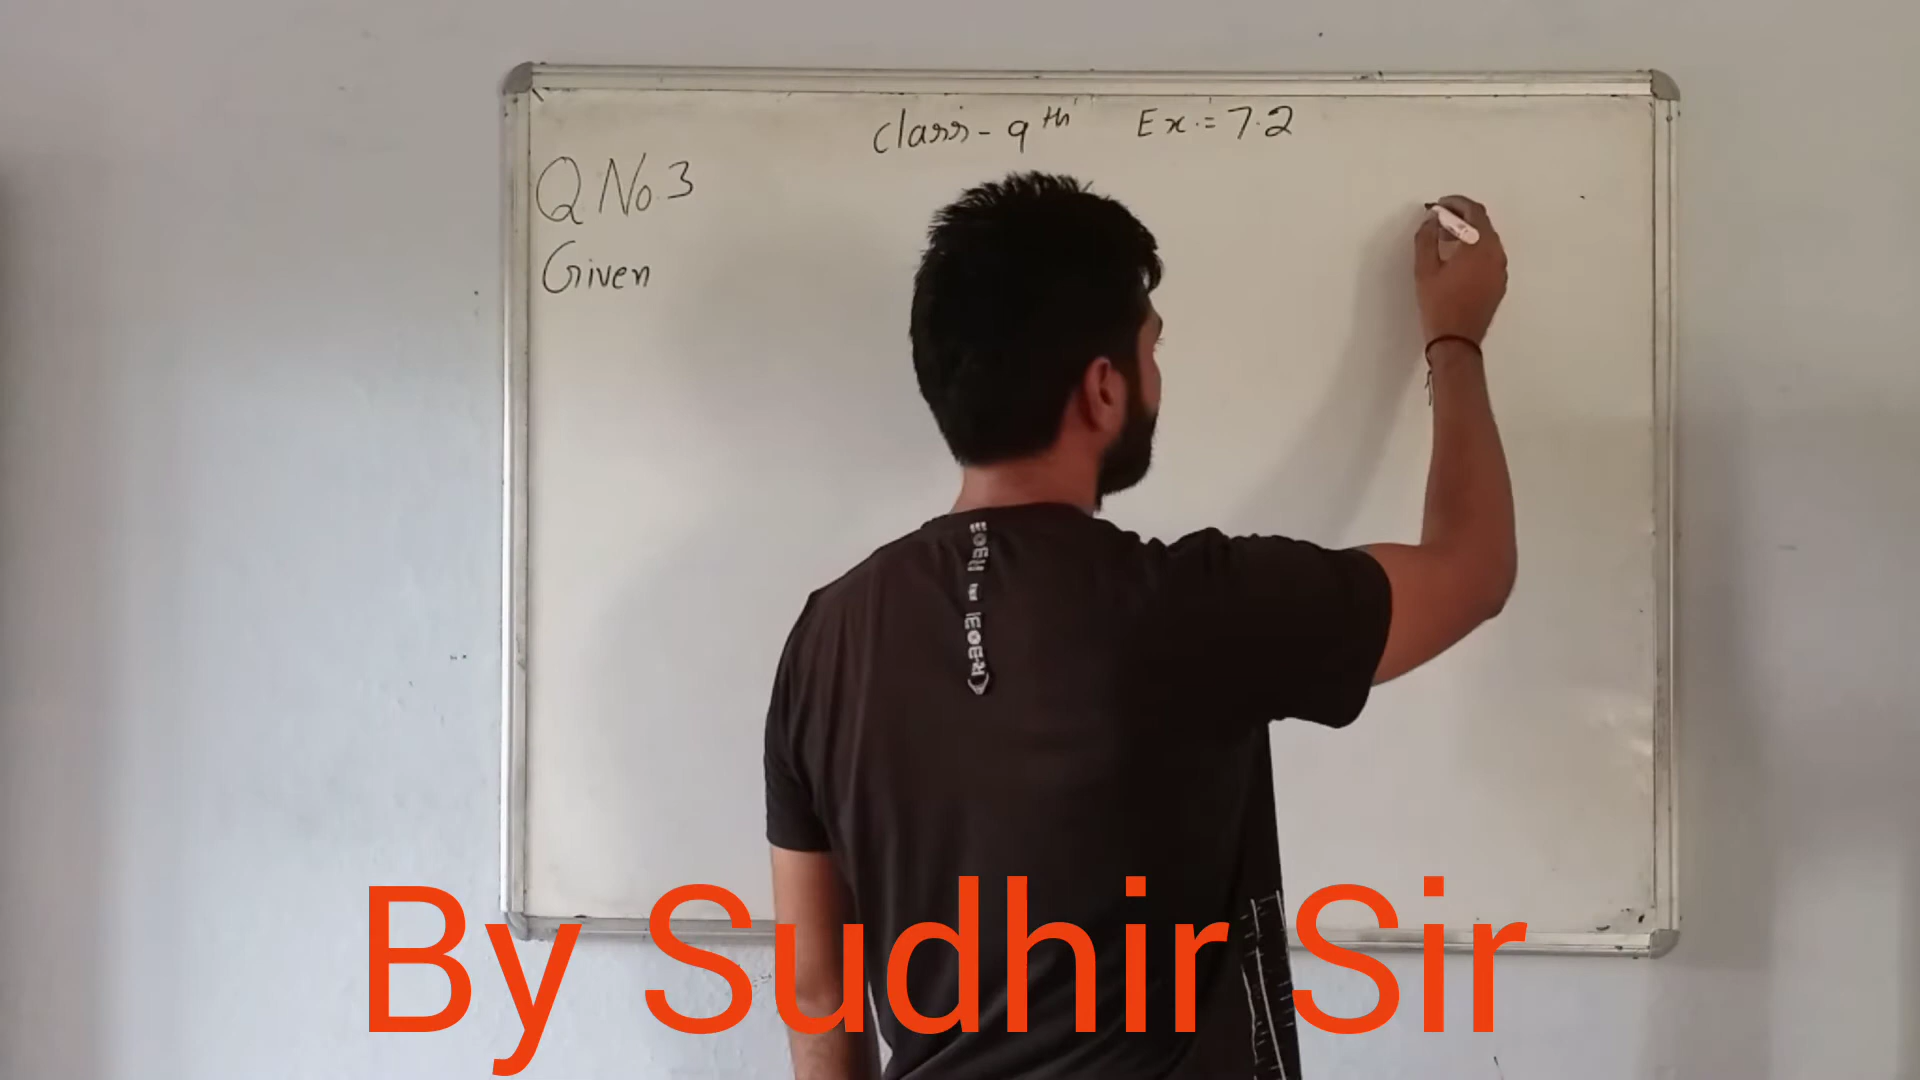 Class - 9th Ex. = 7.2
Q No. 3
Given
By Sudhir Sir